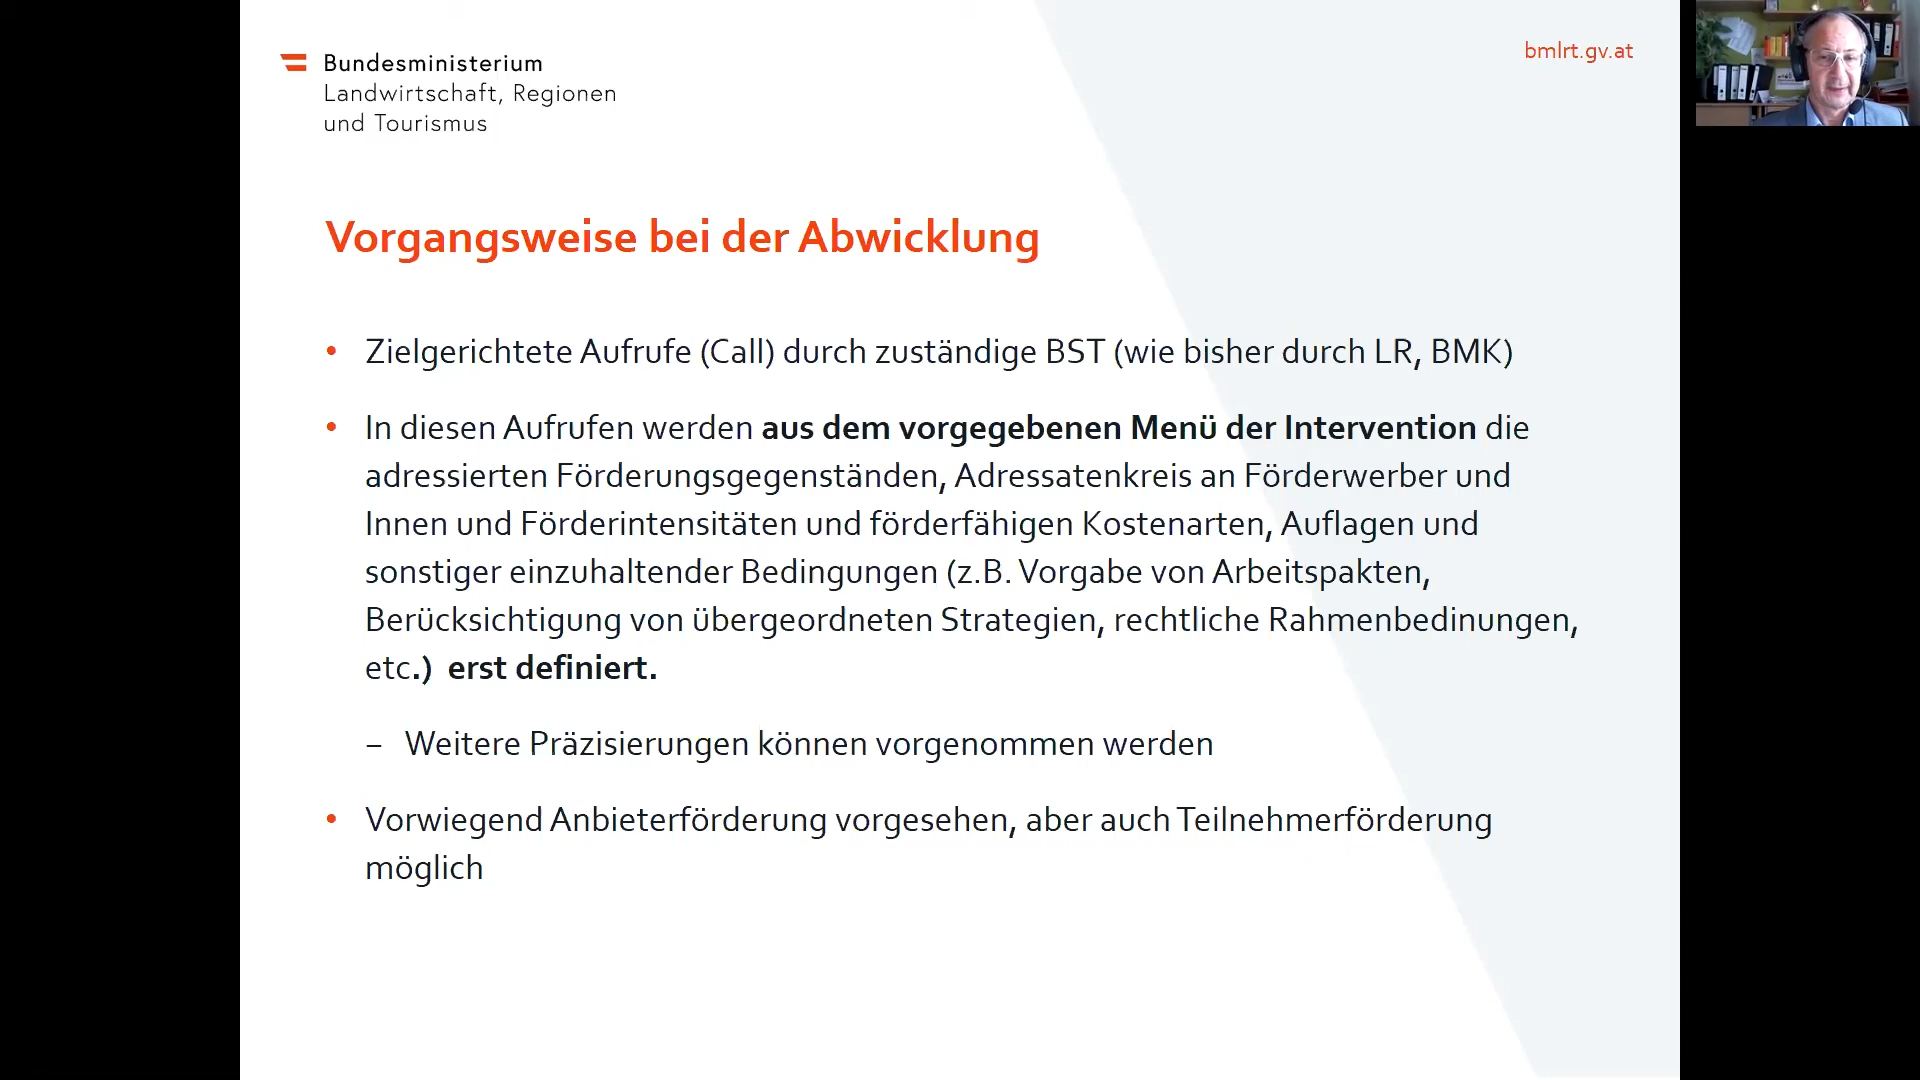 Bundesministerium
Landwirtschaft, Regionen
und Tourismus
bmlrt.gv.at
Vorgangsweise bei der Abwicklung
• Zielgerichtete Aufrufe (Call) durch zuständige BST (wie bisher durch LR, BMK)
• In diesen Aufrufen werden aus dem vorgegebenen Menü der Intervention die
adressierten Förderungsgegenständen, Adressatenkreis an Förderwerber und
Innen und Förderintensitäten und förderfähigen Kostenarten, Auflagen und
sonstiger einzuhaltender Bedingungen (z.B. Vorgabe von Arbeitspakten,
Berücksichtigung von übergeordneten Strategien, rechtliche Rahmenbedinungen,
etc.) erst definiert.
– Weitere Präzisierungen können vorgenommen werden
• Vorwiegend Anbieterförderung vorgesehen, aber auch Teilnehmerförderung
möglich